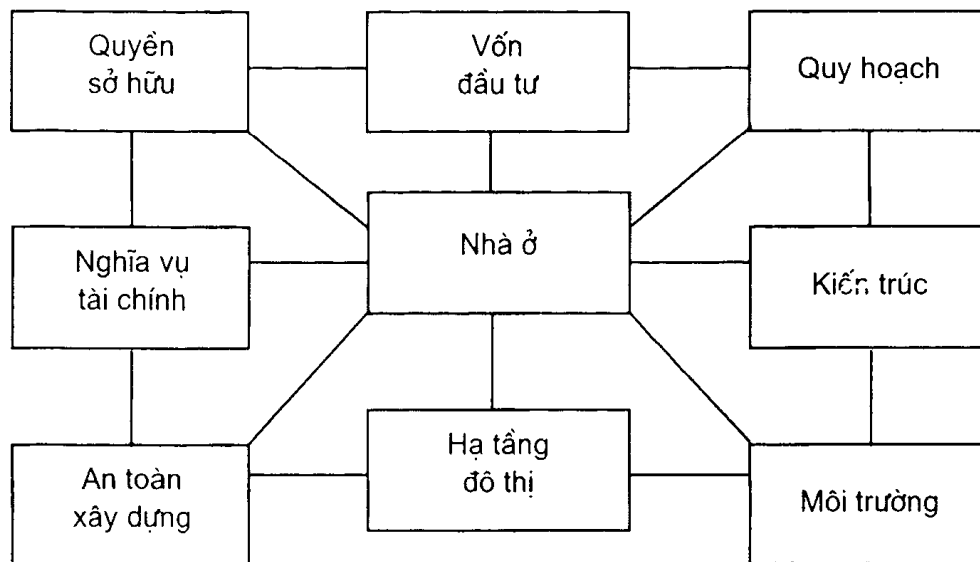 Quyền
sở hữu
Vốn
đầu tư
Quy hoạch
Nhà ở
Nghĩa vụ
tài chính
Kiến trúc
An toàn
xây dựng
Hạ tầng
đô thị
Môi trường